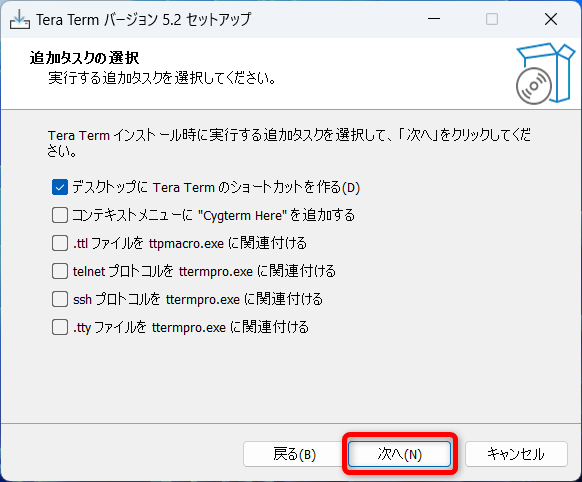 Tera Term バージョン 5.2 セットアップ
追加タスクの選択
実行する追加タスクを選択してください。
Tera Term インストール時に実行する追加タスクを選択して、「次へ」をクリックしてくだ
さい。
デスクトップに Tera Term のショートカットを作る(D)
コンテキストメニューに "Cygterm Here" を追加する
.ttl ファイルを ttpmacro.exe に関連付ける
telnet プロトコルを ttermpro.exe に関連付ける
ssh プロトコルを ttermpro.exe に関連付ける
.tty ファイルを ttermpro.exe に関連付ける
戻る(B) 次へ(N) キャンセル